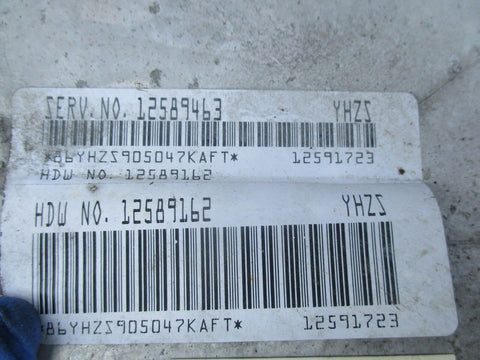 SERV. NO. 12589463 YHZS
*86YHZS905047KAFT* 12591723
HDW NO. 12589162
HDW NO. 12589162 YHZS
*86YHZS905047KAFT* 12591723